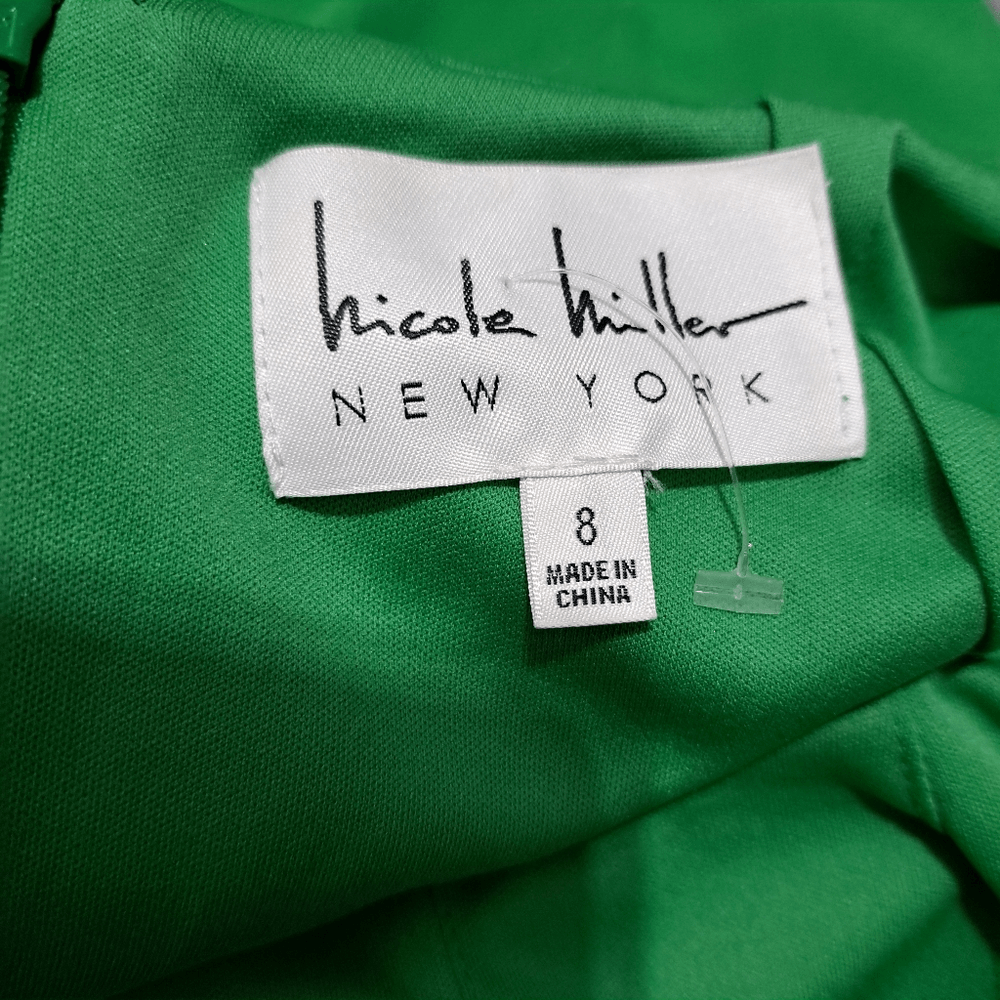 nicole miller
NEW YORK
8
MADE IN
CHINA